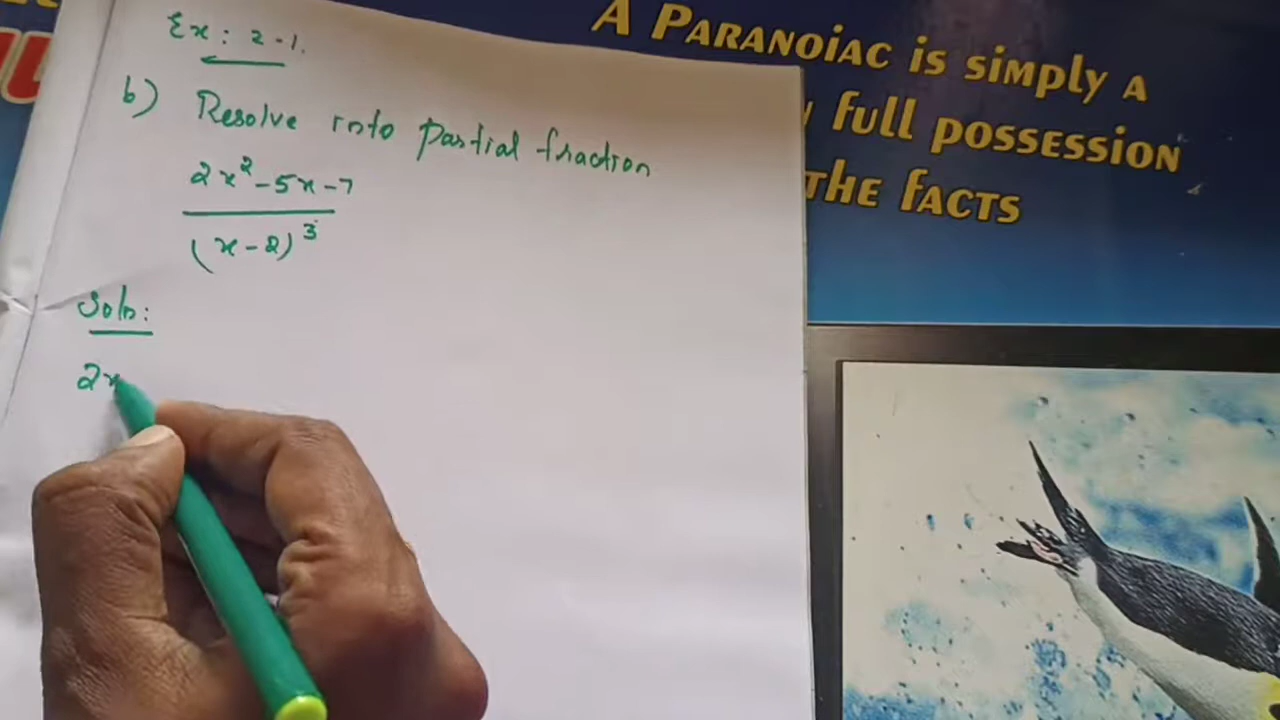 Ex: 2-1.
b) Resolve into Partial fraction
2x² - 5x - 7
(x - 2)³
Soln:
2x
A PARANOIAC iS SiMPLY A
FULL POSSESSION
THE FACTS